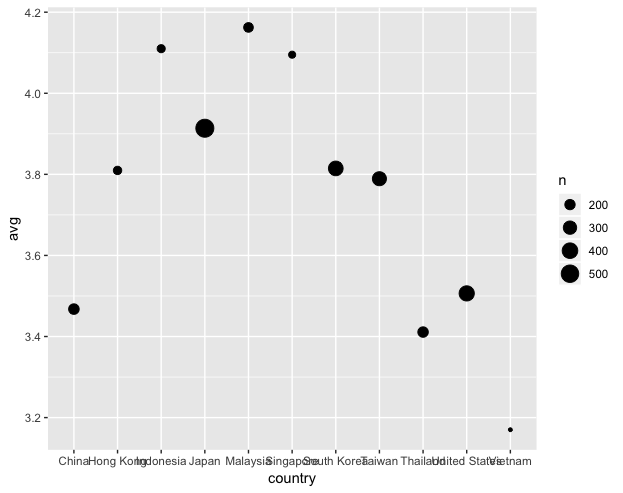 4.2
4.0
3.8
3.6
3.4
3.2
avg
China Hong Kong Indonesia Japan Malaysia Singapore South Korea Taiwan Thailand United States Vietnam
country
n
200
300
400
500